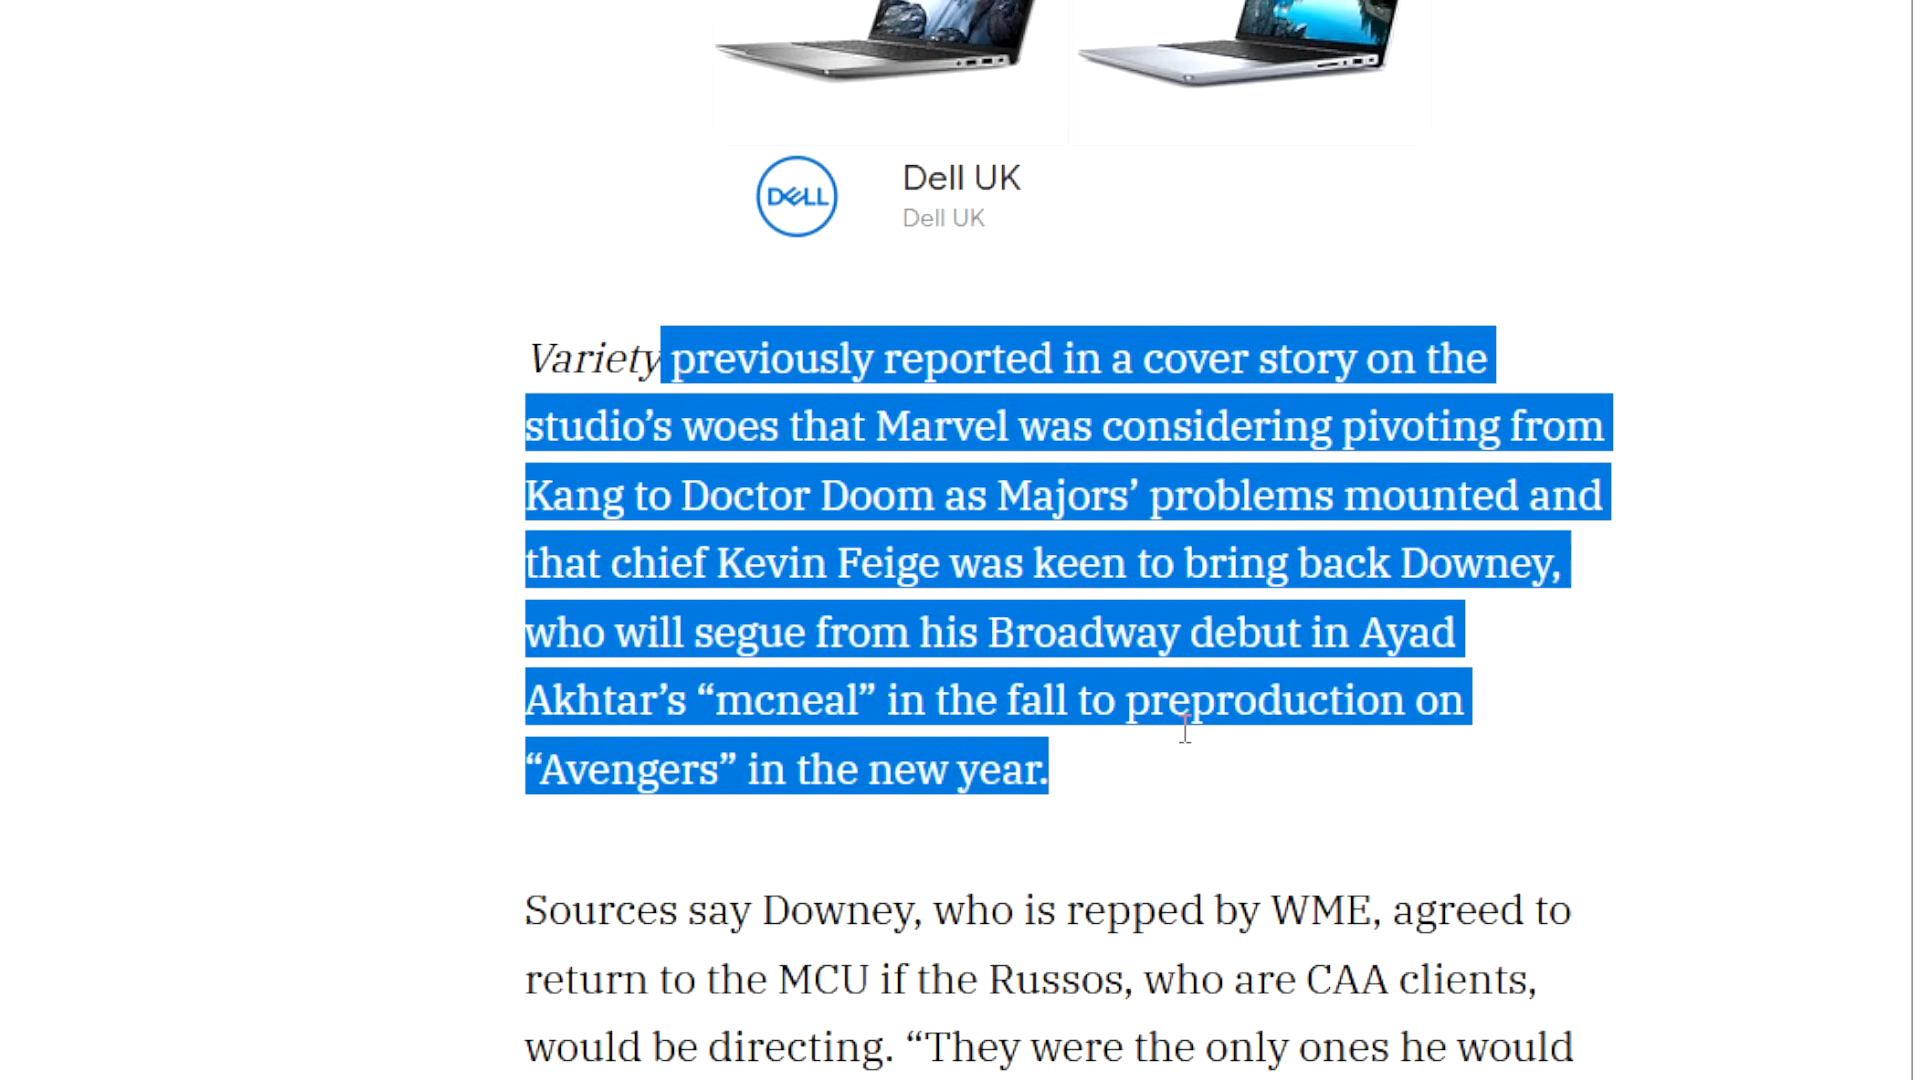 DELL
Dell UK
Dell UK
Variety previously reported in a cover story on the
studio’s woes that Marvel was considering pivoting from
Kang to Doctor Doom as Majors’ problems mounted and
that chief Kevin Feige was keen to bring back Downey,
who will segue from his Broadway debut in Ayad
Akhtar’s “mcneal” in the fall to preproduction on
“Avengers” in the new year.
Sources say Downey, who is repped by WME, agreed to
return to the MCU if the Russos, who are CAA clients,
would be directing. “They were the only ones he would